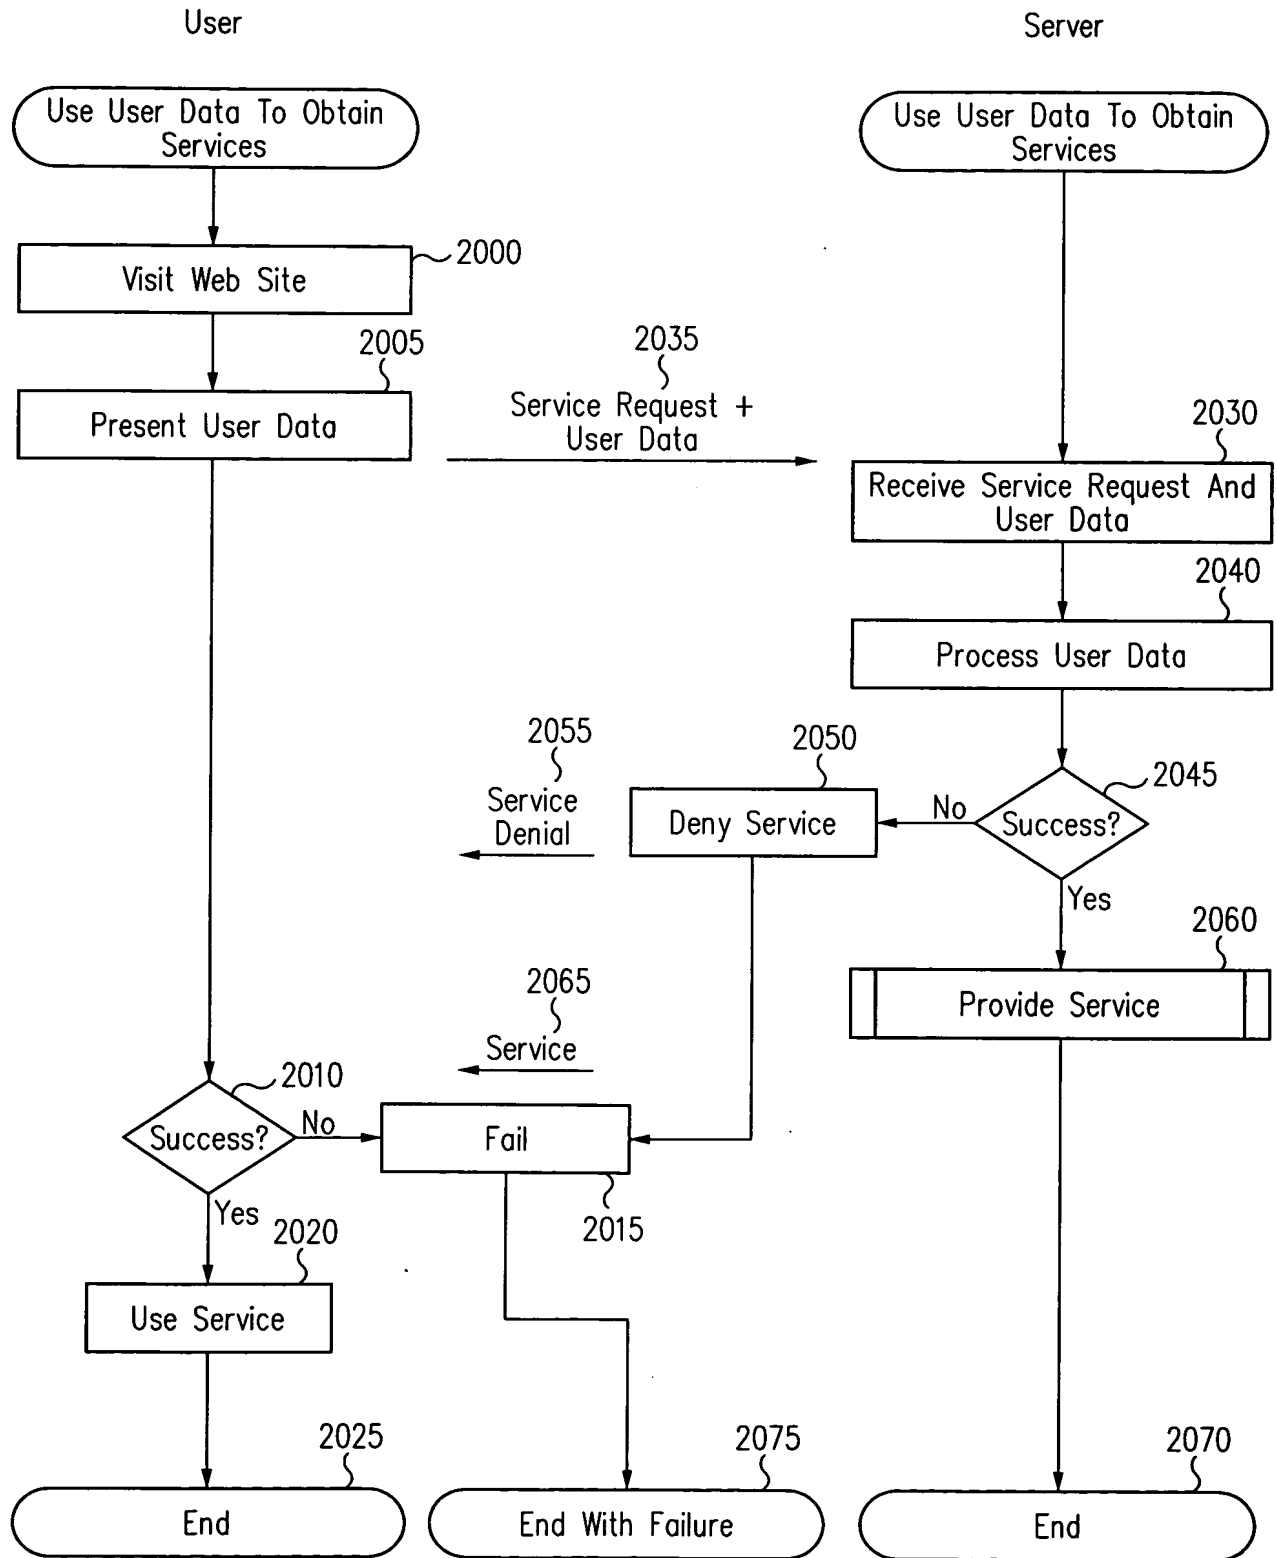 User
Server
Use User Data To Obtain
Services
Use User Data To Obtain
Services
2000
Visit Web Site
2005
2035
Present User Data
Service Request +
User Data
2030
Receive Service Request And
User Data
2040
Process User Data
2055
2050
2045
Service
Denial
Deny Service
No
Success?
Yes
2060
2065
Provide Service
Service
2010
Success?
No
Fail
Yes
2015
2020
Use Service
2025
2075
2070
End
End With Failure
End